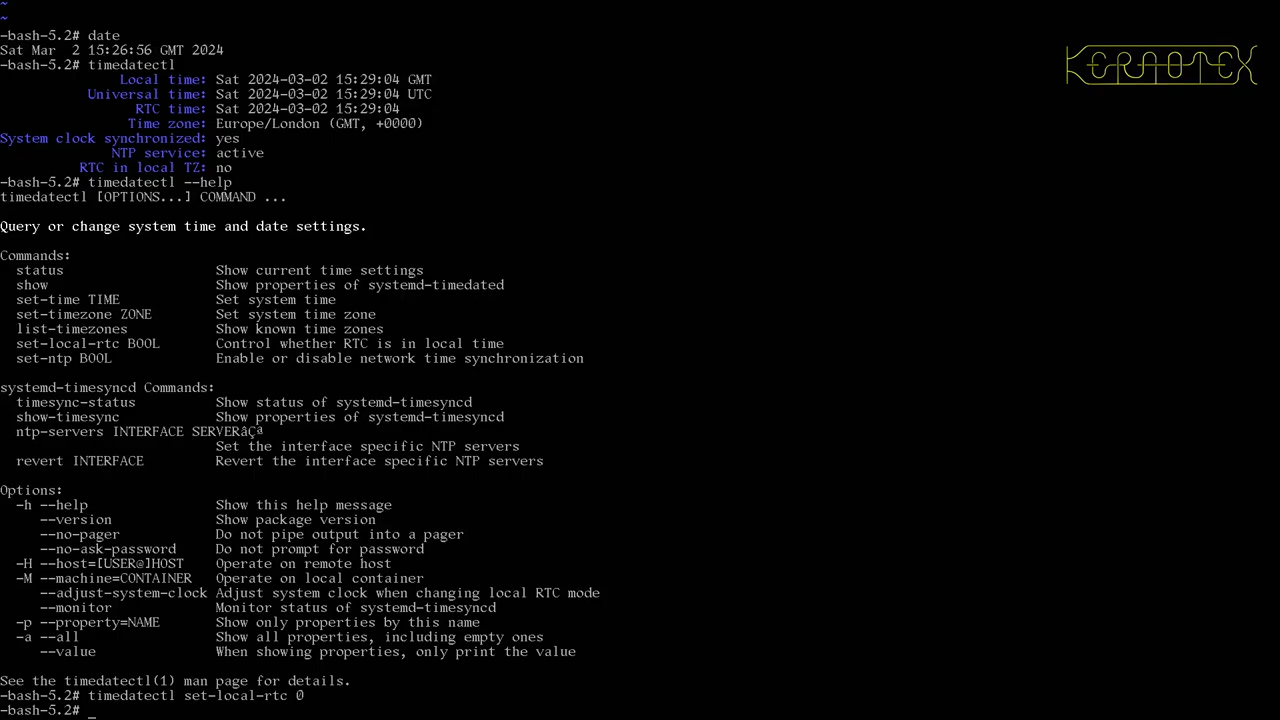 ~
~
-bash-5.2# date
Sat Mar  2 15:26:56 GMT 2024
-bash-5.2# timedatectl
               Local time: Sat 2024-03-02 15:29:04 GMT
           Universal time: Sat 2024-03-02 15:29:04 UTC
                 RTC time: Sat 2024-03-02 15:29:04
                Time zone: Europe/London (GMT, +0000)
System clock synchronized: yes
              NTP service: active
          RTC in local TZ: no
-bash-5.2# timedatectl --help
timedatectl [OPTIONS...] COMMAND ...

Query or change system time and date settings.

Commands:
  status                   Show current time settings
  show                     Show properties of systemd-timedated
  set-time TIME            Set system time
  set-timezone ZONE        Set system time zone
  list-timezones           Show known time zones
  set-local-rtc BOOL       Control whether RTC is in local time
  set-ntp BOOL             Enable or disable network time synchronization

systemd-timesyncd Commands:
  timesync-status          Show status of systemd-timesyncd
  show-timesync            Show properties of systemd-timesyncd
  ntp-servers INTERFACE SERVERâÇª
                           Set the interface specific NTP servers
  revert INTERFACE         Revert the interface specific NTP servers

Options:
  -h --help                Show this help message
     --version             Show package version
     --no-pager            Do not pipe output into a pager
     --no-ask-password     Do not prompt for password
  -H --host=[USER@]HOST    Operate on remote host
  -M --machine=CONTAINER   Operate on local container
     --adjust-system-clock Adjust system clock when changing local RTC mode
     --monitor             Monitor status of systemd-timesyncd
  -p --property=NAME       Show only properties by this name
  -a --all                 Show all properties, including empty ones
     --value               When showing properties, only print the value

See the timedatectl(1) man page for details.
-bash-5.2# timedatectl set-local-rtc 0
-bash-5.2# _
KERNOTEX